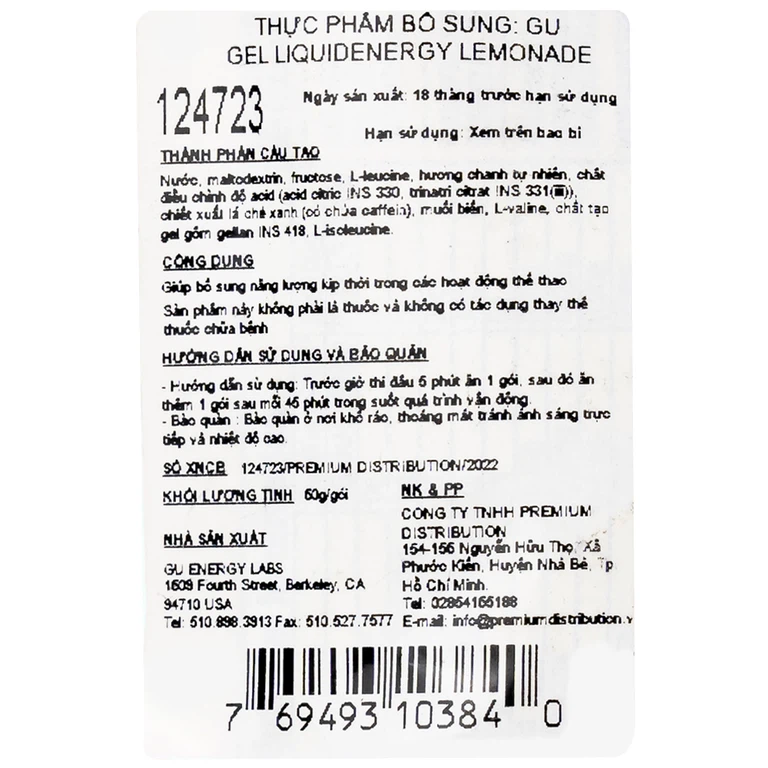 THỰC PHẨM BỔ SUNG: GU
GEL LIQUIDENERGY LEMONADE
124723
Ngày sản xuất: 18 tháng trước hạn sử dụng
Hạn sử dụng: Xem trên bao bì
THÀNH PHẦN CẤU TẠO
Nước, maltodextrin, fructose, L-leucine, hương chanh tự nhiên, chất
điều chỉnh độ acid (acid citric INS 330, trinatri citrat INS 331(iii)),
chiết xuất lá chè xanh (có chứa caffein), muối biển, L-valine, chất tạo
gel gồm gellan INS 418, L-isoleucine.
CÔNG DỤNG
Giúp bổ sung năng lượng kịp thời trong các hoạt động thể thao
Sản phẩm này không phải là thuốc và không có tác dụng thay thế
thuốc chữa bệnh
HƯỚNG DẪN SỬ DỤNG VÀ BẢO QUẢN
- Hướng dẫn sử dụng: Trước giờ thi đấu 5 phút ăn 1 gói, sau đó ăn
thêm 1 gói sau mỗi 45 phút trong suốt quá trình vận động.
- Bảo quản : Bảo quản ở nơi khô ráo, thoáng mát tránh ánh sáng trực
tiếp và nhiệt độ cao.
SỐ XNCB 124723/PREMIUM DISTRIBUTION/2022
KHỐI LƯỢNG TỊNH 60g/gói
NHÀ SẢN XUẤT
GU ENERGY LABS
1609 Fourth Street, Berkeley, CA
94710 USA
Tel: 510.898.3913 Fax: 510.527.7577
NK & PP
CÔNG TY TNHH PREMIUM
DISTRIBUTION
154-156 Nguyễn Hữu Thọ, Xã
Phước Kiển, Huyện Nhà Bè, Tp
Hồ Chí Minh.
Tel: 02854165188
E-mail: info@premiumdistribution.v
7 69493 10384 0